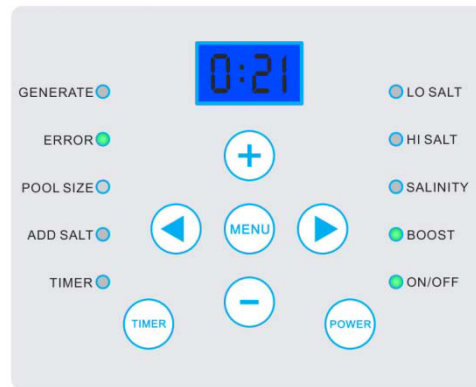 0:21
GENERATE
LO SALT
ERROR
HI SALT
+
POOL SIZE
SALINITY
ADD SALT
MENU
BOOST
TIMER
−
ON/OFF
TIMER
POWER